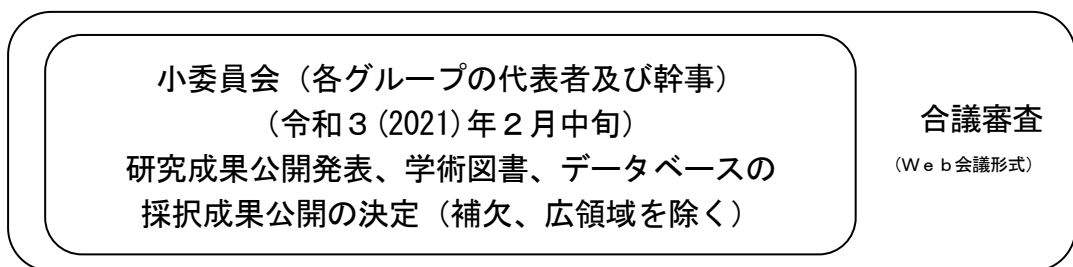 小委員会（各グループの代表者及び幹事）
（令和３(2021)年２月中旬）
研究成果公開発表、学術図書、データベースの
採択成果公開の決定（補欠、広領域を除く）
合議審査
（Ｗｅｂ会議形式）